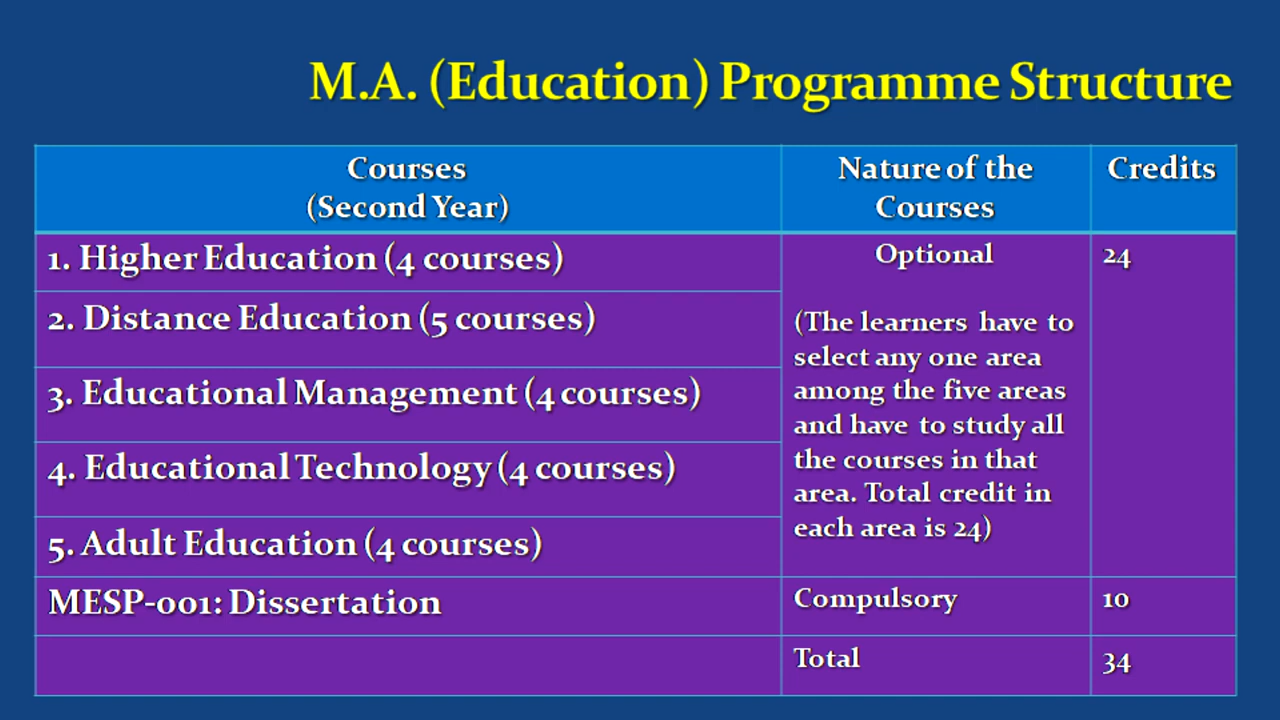 M.A. (Education) Programme Structure
Courses
(Second Year)
Nature of the
Courses
Credits
1. Higher Education (4 courses)
2. Distance Education (5 courses)
3. Educational Management (4 courses)
4. Educational Technology (4 courses)
5. Adult Education (4 courses)
Optional
(The learners have to
select any one area
among the five areas
and have to study all
the courses in that
area. Total credit in
each area is 24)
24
MESP-001: Dissertation
Compulsory
10
Total
34